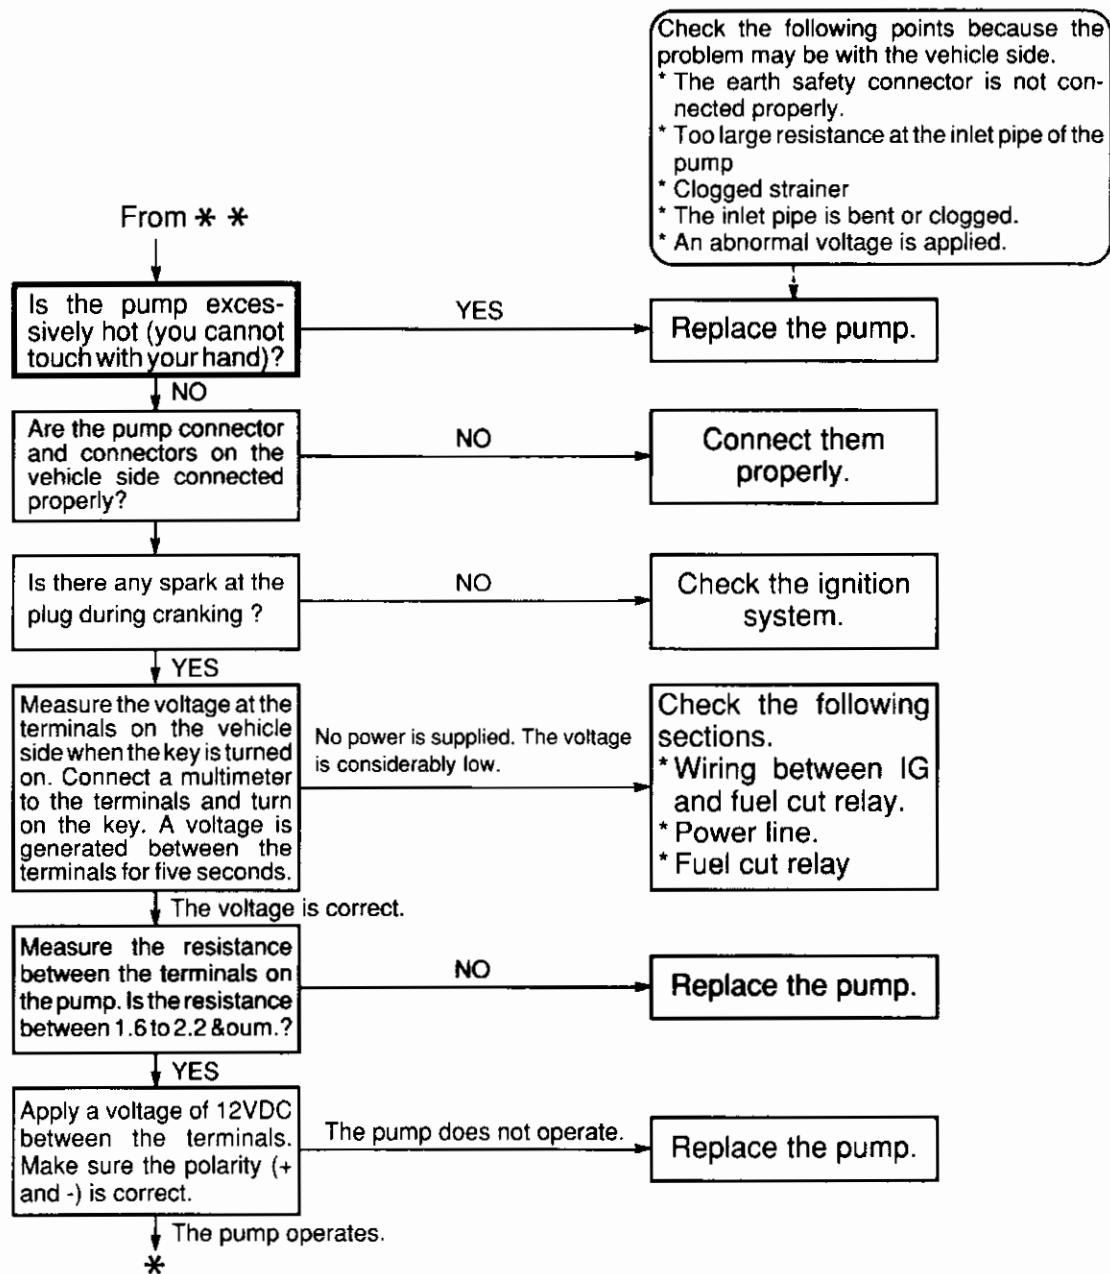 Check the following points because the
problem may be with the vehicle side.
* The earth safety connector is not con-
nected properly.
* Too large resistance at the inlet pipe of the
pump
* Clogged strainer
* The inlet pipe is bent or clogged.
* An abnormal voltage is applied.
From * *
Is the pump exces-
sively hot (you cannot
touch with your hand)?
YES
Replace the pump.
NO
Are the pump connector
and connectors on the
vehicle side connected
properly?
NO
Connect them
properly.
Is there any spark at the
plug during cranking ?
NO
Check the ignition
system.
YES
Measure the voltage at the
terminals on the vehicle
side when the key is turned
on. Connect a multimeter
to the terminals and turn
on the key. A voltage is
generated between the
terminals for five seconds.
No power is supplied. The voltage
is considerably low.
Check the following
sections.
* Wiring between IG
and fuel cut relay.
* Power line.
* Fuel cut relay
The voltage is correct.
Measure the resistance
between the terminals on
the pump. Is the resistance
between 1.6 to 2.2 &oum.?
NO
Replace the pump.
YES
Apply a voltage of 12VDC
between the terminals.
Make sure the polarity (+
and -) is correct.
The pump does not operate.
Replace the pump.
The pump operates.
*